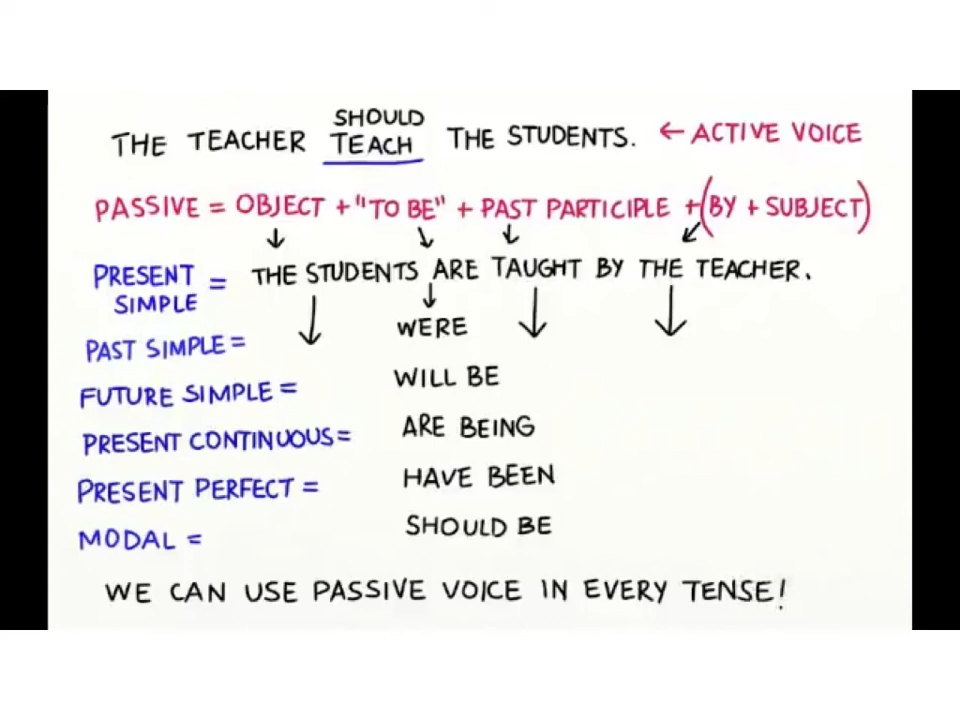 SHOULD
THE TEACHER TEACH THE STUDENTS. ← ACTIVE VOICE
PASSIVE = OBJECT + "TO BE" + PAST PARTICIPLE + (BY + SUBJECT)
PRESENT SIMPLE = THE STUDENTS ARE TAUGHT BY THE TEACHER.
PAST SIMPLE = WERE
FUTURE SIMPLE = WILL BE
PRESENT CONTINUOUS = ARE BEING
PRESENT PERFECT = HAVE BEEN
MODAL = SHOULD BE
WE CAN USE PASSIVE VOICE IN EVERY TENSE!